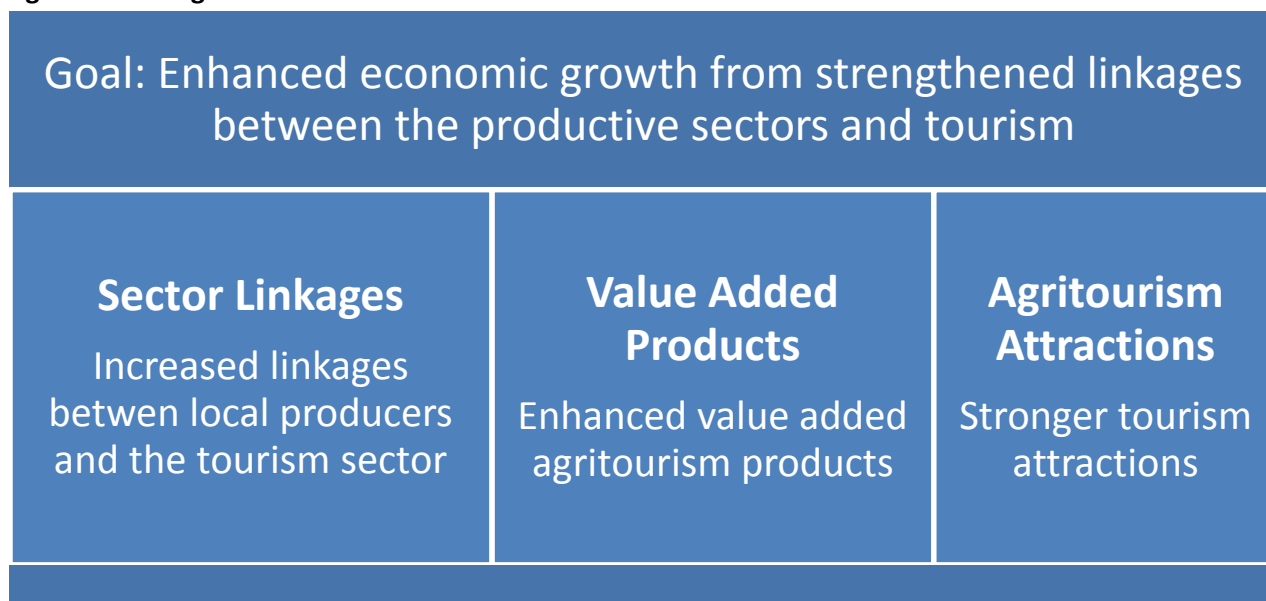 Goal: Enhanced economic growth from strengthened linkages
between the productive sectors and tourism
Sector Linkages
Increased linkages
betwen local producers
and the tourism sector
Value Added
Products
Enhanced value added
agritourism products
Agritourism
Attractions
Stronger tourism
attractions